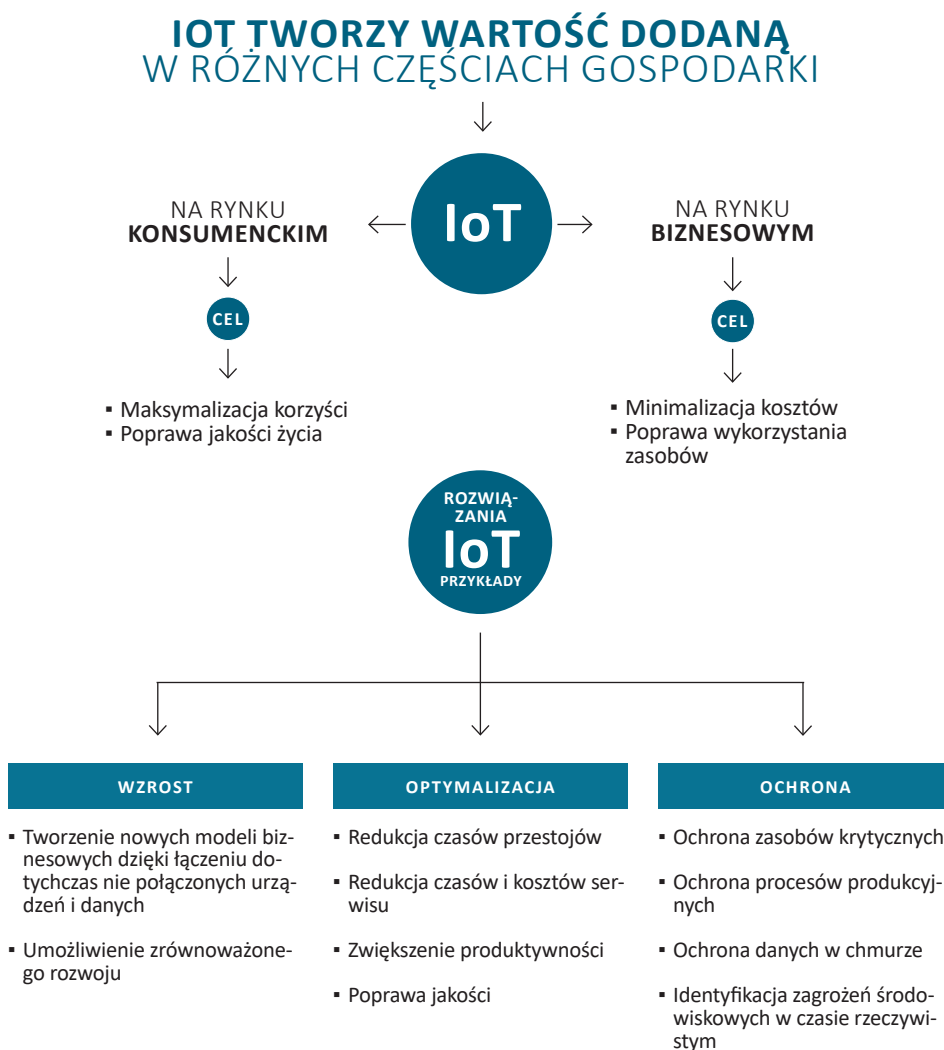 IOT TWORZY WARTOŚĆ DODANĄ
W RÓŻNYCH CZĘŚCIACH GOSPODARKI
IoT
NA RYNKU
KONSUMENCKIM
CEL
▪ Maksymalizacja korzyści
▪ Poprawa jakości życia
NA RYNKU
BIZNESOWYM
CEL
▪ Minimalizacja kosztów
▪ Poprawa wykorzystania
zasobów
ROZWIĄ-
ZANIA
IoT
PRZYKŁADY
WZROST
▪ Tworzenie nowych modeli biz-
nesowych dzięki łączeniu do-
tychczas nie połączonych urzą-
dzeń i danych
▪ Umożliwienie zrównoważone-
go rozwoju
OPTYMALIZACJA
▪ Redukcja czasów przestojów
▪ Redukcja czasów i kosztów ser-
wisu
▪ Zwiększenie produktywności
▪ Poprawa jakości
OCHRONA
▪ Ochrona zasobów krytycznych
▪ Ochrona procesów produkcyj-
nych
▪ Ochrona danych w chmurze
▪ Identyfikacja zagrożeń środo-
wiskowych w czasie rzeczywi-
stym